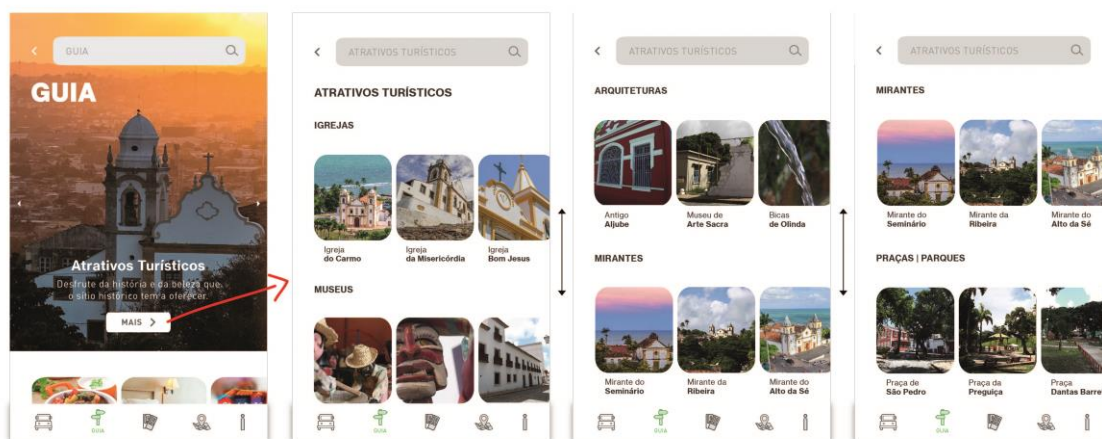 GUIA
GUIA
Atrativos Turísticos
Desfrute da história e da beleza que
o sítio histórico tem a oferecer.
MAIS
GUIA
ATRATIVOS TURÍSTICOS
ATRATIVOS TURÍSTICOS
IGREJAS
Igreja
do Carmo
Igreja
da Misericórdia
Igreja
Bom Jesus
MUSEUS
GUIA
ATRATIVOS TURÍSTICOS
ARQUITETURAS
Antigo
Aljube
Museu de
Arte Sacra
Bicas
de Olinda
MIRANTES
Mirante do
Seminário
Mirante da
Ribeira
Mirante do
Alto da Sé
GUIA
ATRATIVOS TURÍSTICOS
MIRANTES
Mirante do
Seminário
Mirante da
Ribeira
Mirante do
Alto da Sé
PRAÇAS | PARQUES
Praça de
São Pedro
Praça da
Preguiça
Praça
Dantas Barre
GUIA